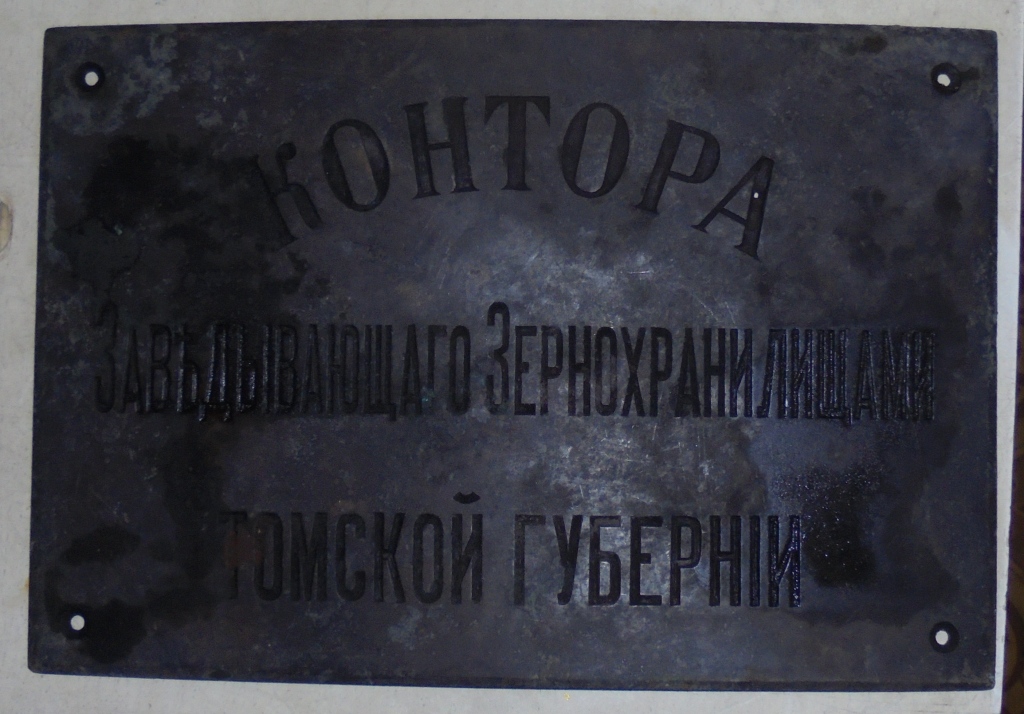 КОНТОРА
ЗАВѢДЫВАЮЩАГО ЗЕРНОХРАНИЛИЩАМИ
ТОМСКОЙ ГУБЕРНІИ